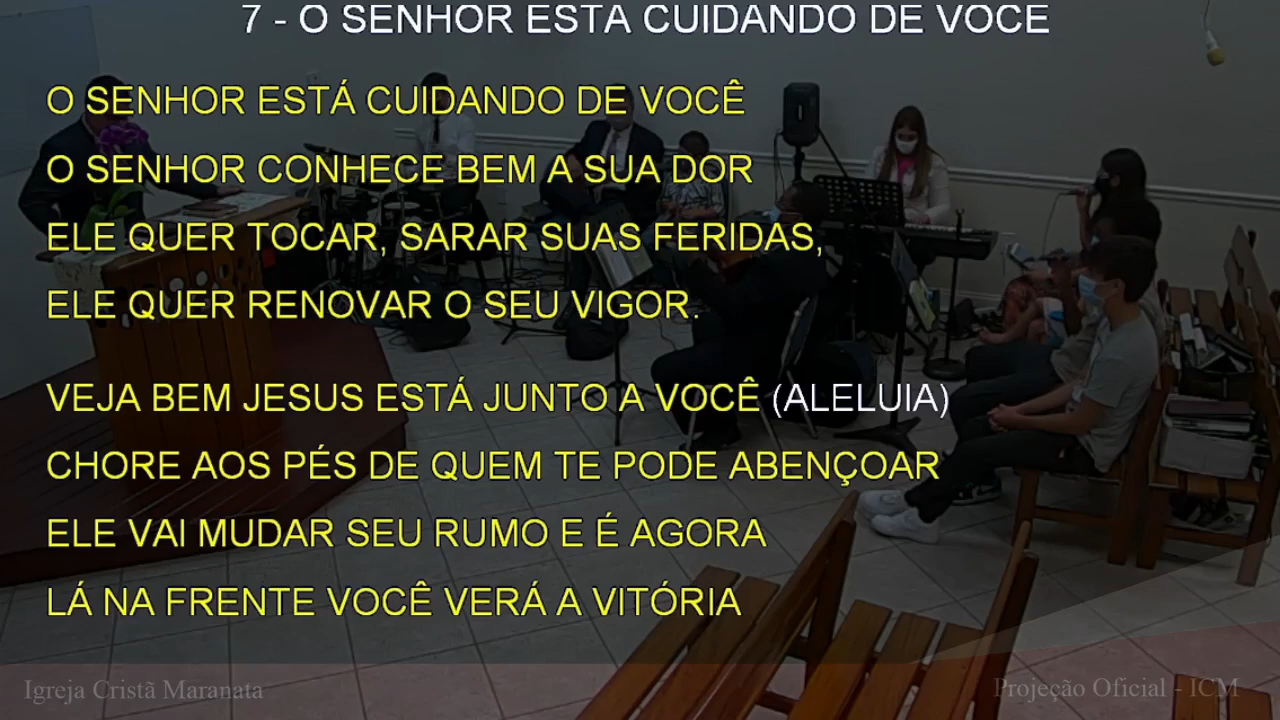 7 - O SENHOR ESTÁ CUIDANDO DE VOCÊ
O SENHOR ESTÁ CUIDANDO DE VOCÊ
O SENHOR CONHECE BEM A SUA DOR
ELE QUER TOCAR, SARAR SUAS FERIDAS,
ELE QUER RENOVAR O SEU VIGOR.
VEJA BEM JESUS ESTÁ JUNTO A VOCÊ (ALELUIA)
CHORE AOS PÉS DE QUEM TE PODE ABENÇOAR
ELE VAI MUDAR SEU RUMO E É AGORA
LÁ NA FRENTE VOCÊ VERÁ A VITÓRIA
Igreja Cristã Maranata
Projeção Oficial - ICM